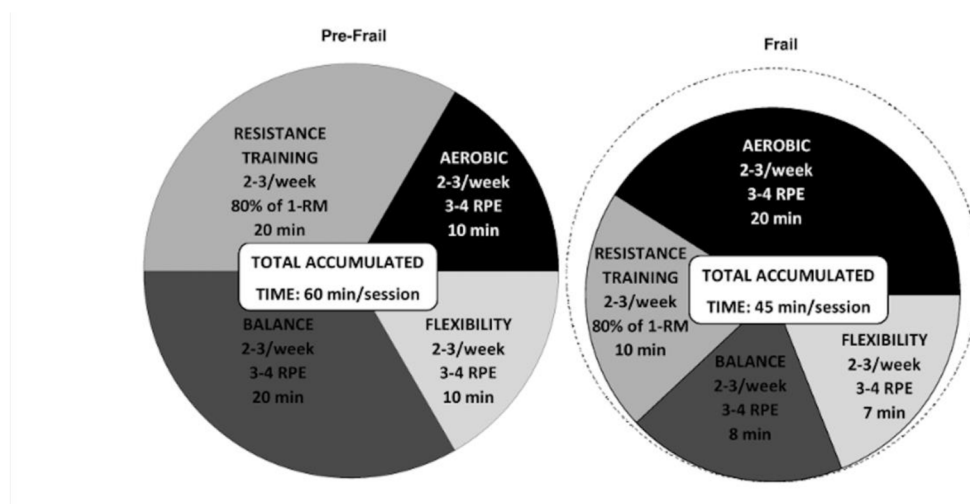 Pre-Frail
RESISTANCE
TRAINING
2-3/week
80% of 1-RM
20 min
AEROBIC
2-3/week
3-4 RPE
10 min
TOTAL ACCUMULATED
TIME: 60 min/session
BALANCE
2-3/week
3-4 RPE
20 min
FLEXIBILITY
2-3/week
3-4 RPE
10 min
Frail
AEROBIC
2-3/week
3-4 RPE
20 min
RESISTANCE
TRAINING
2-3/week
80% of 1-RM
10 min
TOTAL ACCUMULATED
TIME: 45 min/session
BALANCE
2-3/week
3-4 RPE
8 min
FLEXIBILITY
2-3/week
3-4 RPE
7 min